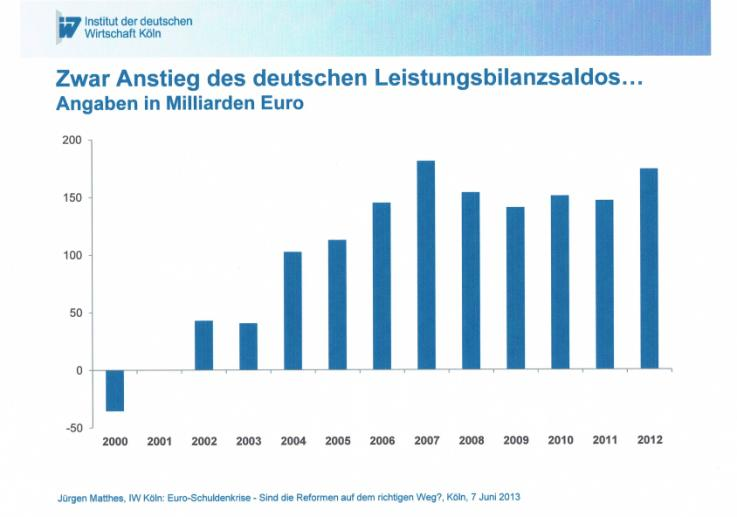 iw Institut der deutschen
Wirtschaft Köln
Zwar Anstieg des deutschen Leistungsbilanzsaldos…
Angaben in Milliarden Euro
200
150
100
50
0
-50
2000 2001 2002 2003 2004 2005 2006 2007 2008 2009 2010 2011 2012
Jürgen Matthes, IW Köln: Euro-Schuldenkrise - Sind die Reformen auf dem richtigen Weg?, Köln, 7 Juni 2013